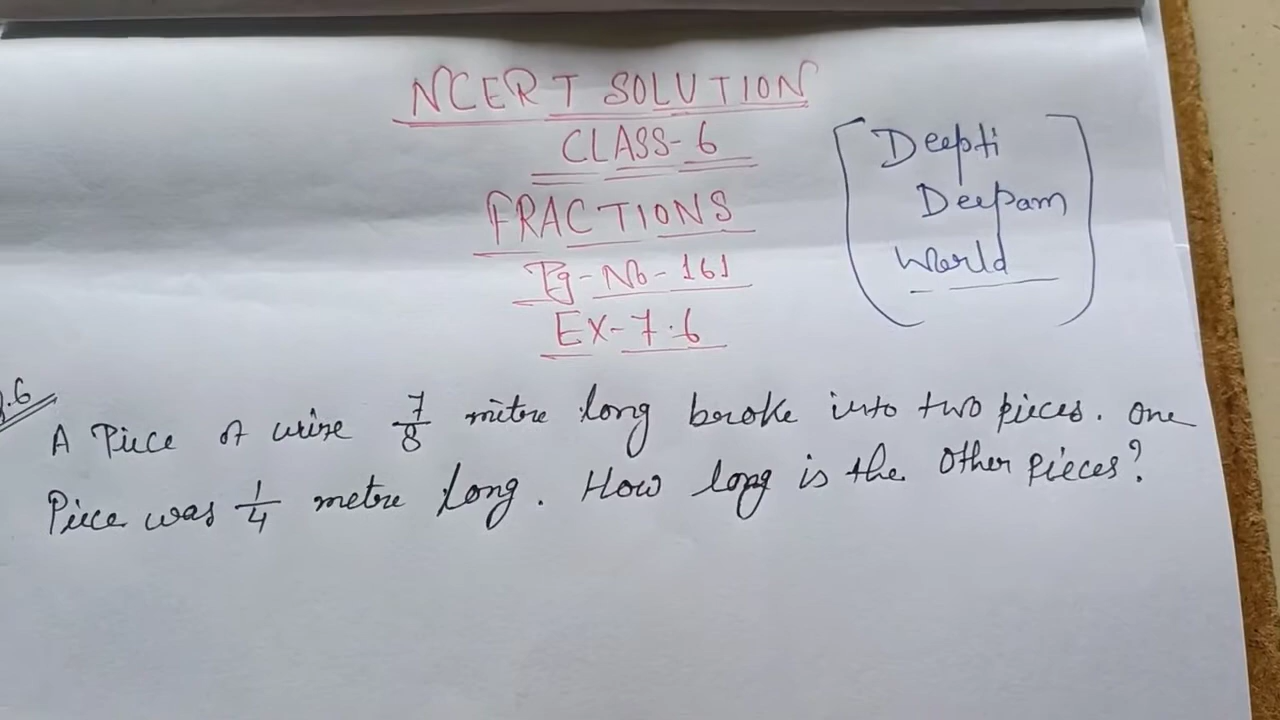 NCERT SOLUTION
CLASS-6
FRACTIONS
Pg-No-161
EX-7.6
Deepti
Deepam
World
.6
A Piece of wire 7/8 metre long broke into two pieces. One
Piece was 1/4 metre long. How long is the Other pieces?